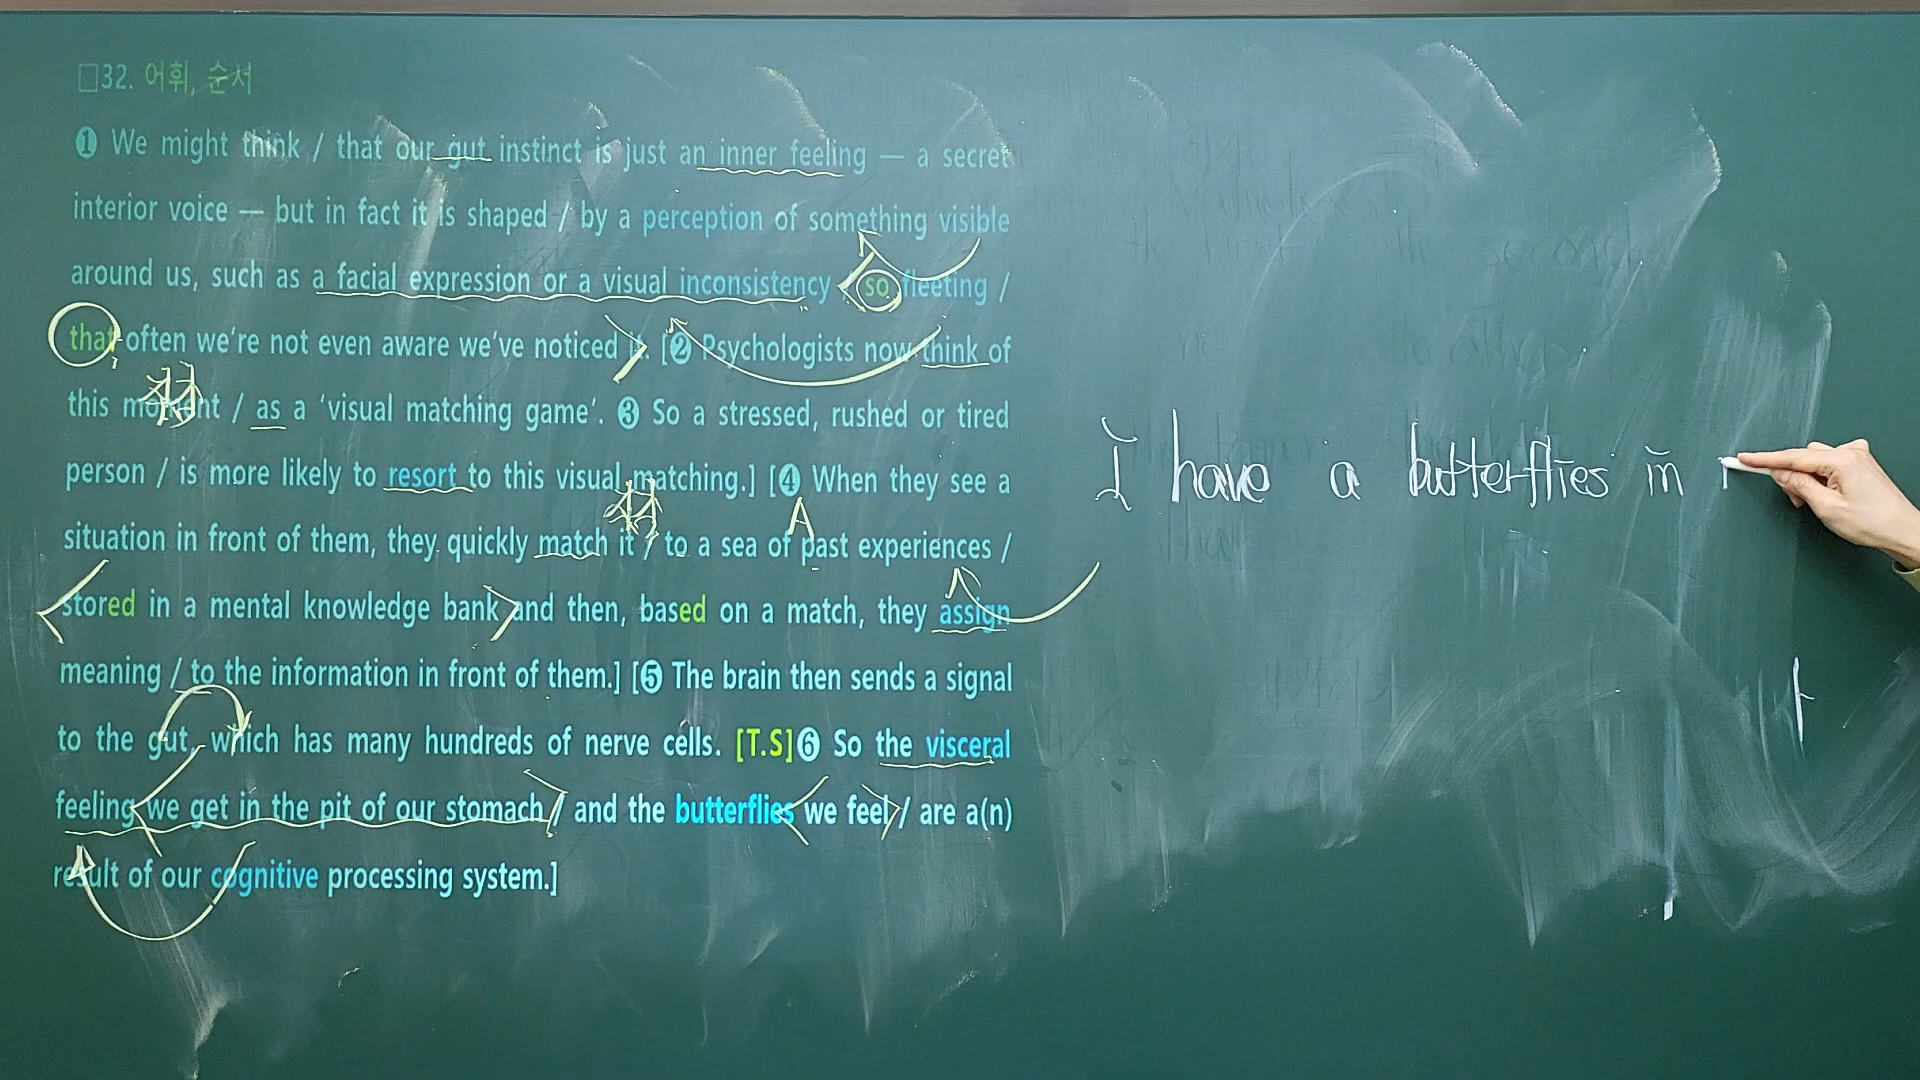 □32. 어휘, 순서
❶ We might think / that our gut instinct is just an inner feeling — a secret
interior voice — but in fact it is shaped / by a perception of something visible
around us, such as a facial expression or a visual inconsistency / so fleeting /
that often we're not even aware we've noticed it. [❷ Psychologists now think of
this moment / as a 'visual matching game'. ❸ So a stressed, rushed or tired
person / is more likely to resort to this visual matching.] [❹ When they see a
situation in front of them, they quickly match it / to a sea of past experiences /
stored in a mental knowledge bank and then, based on a match, they assign
meaning / to the information in front of them.] [❺ The brain then sends a signal
to the gut, which has many hundreds of nerve cells. [T.S]❻ So the visceral
feeling we get in the pit of our stomach / and the butterflies we feel / are a(n)
result of our cognitive processing system.]
A
I have a butterflies in